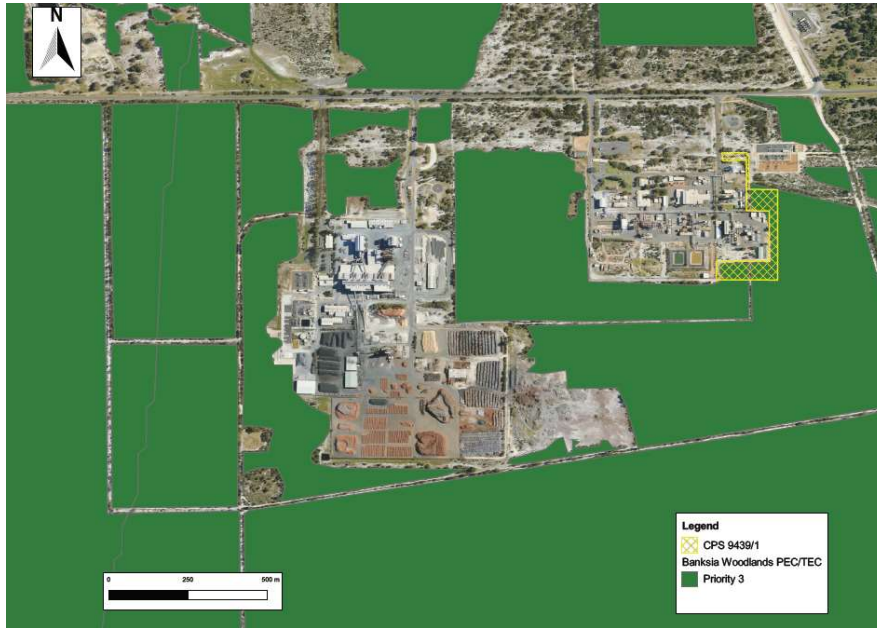 N
Legend
CPS 9439/1
Banksia Woodlands PEC/TEC
Priority 3
0 250 500 m